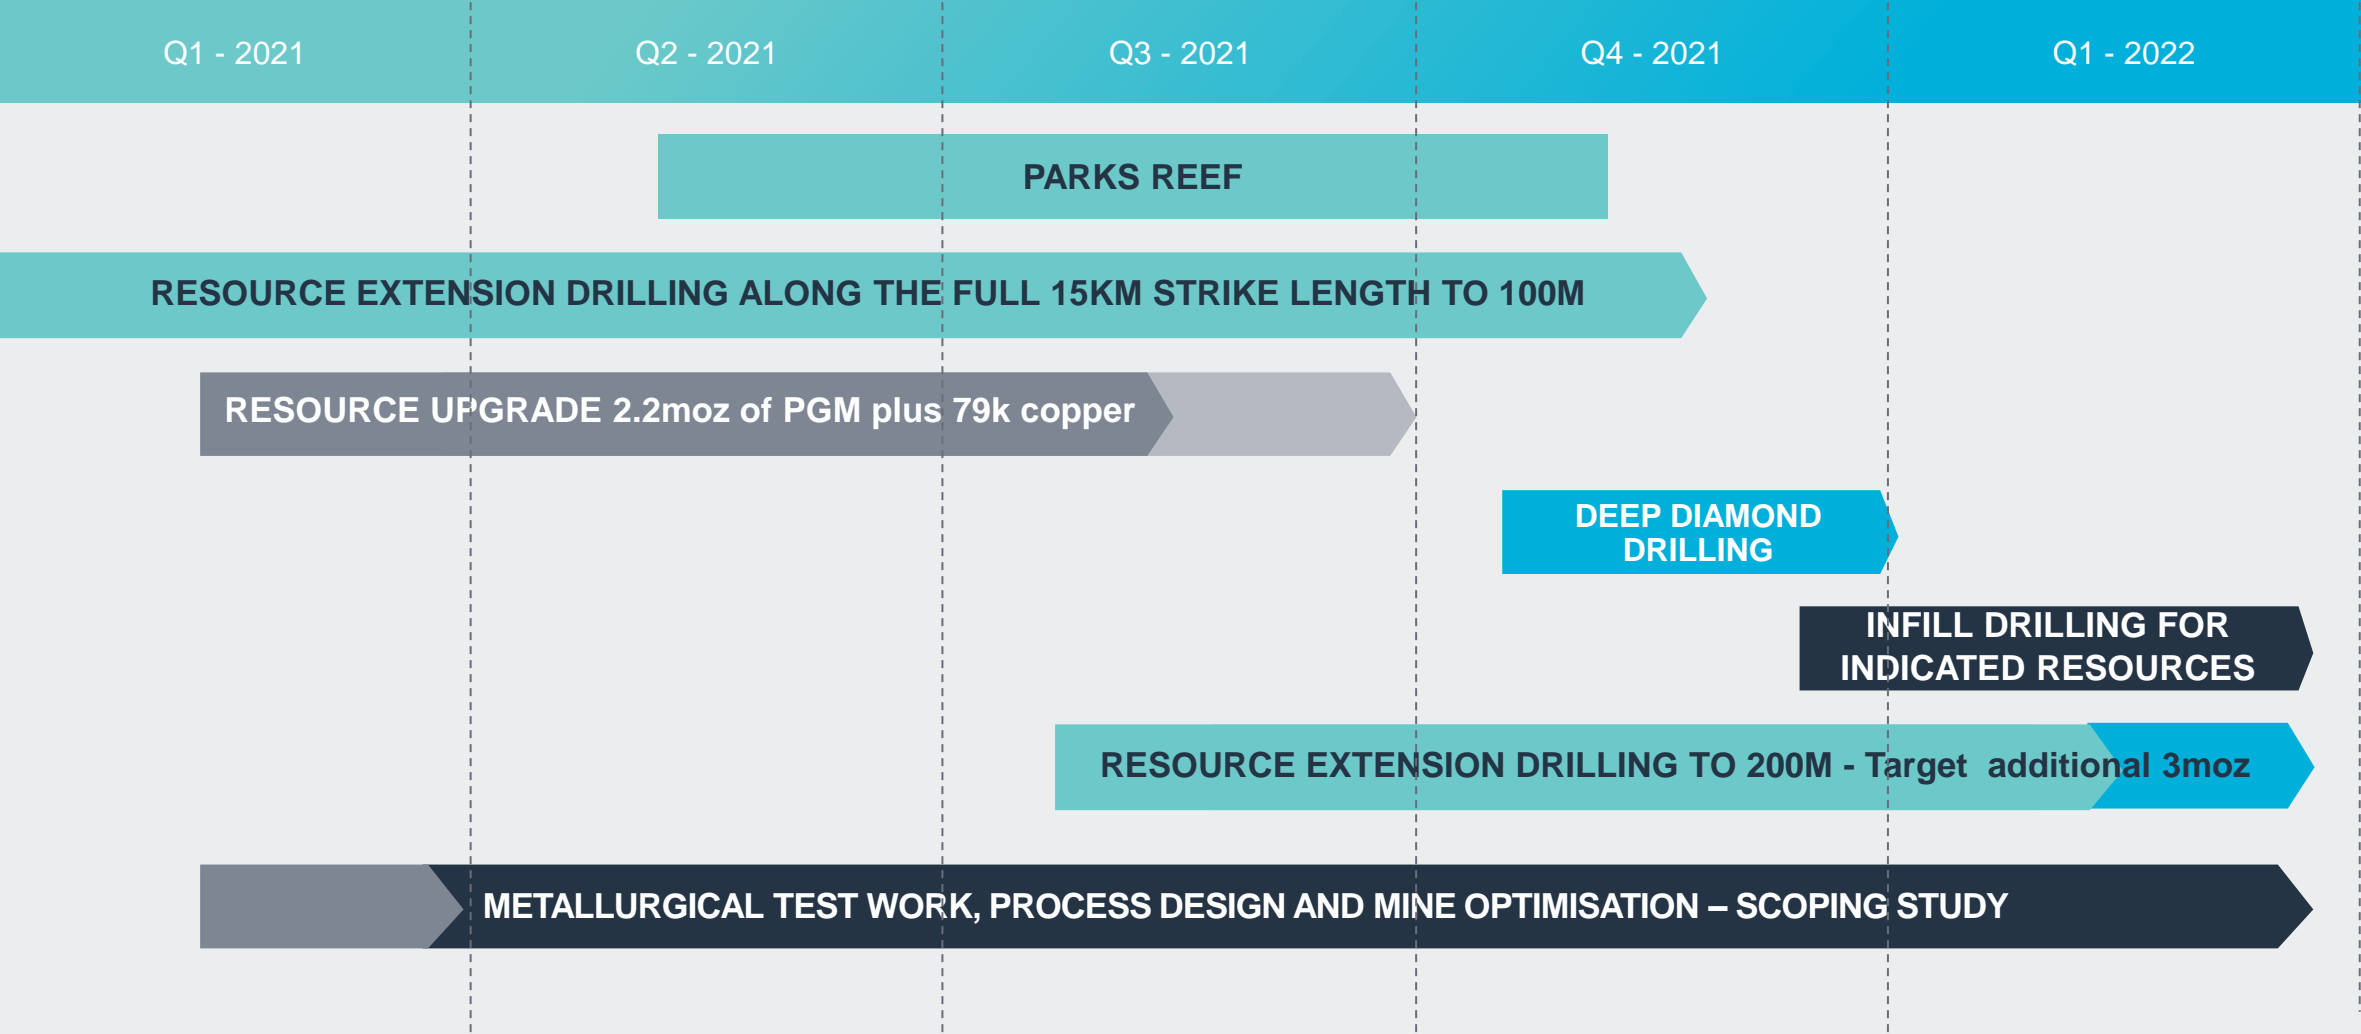 Q1 - 2021
Q2 - 2021
Q3 - 2021
Q4 - 2021
Q1 - 2022
PARKS REEF
RESOURCE EXTENSION DRILLING ALONG THE FULL 15KM STRIKE LENGTH TO 100M
RESOURCE UPGRADE 2.2moz of PGM plus 79k copper
DEEP DIAMOND
DRILLING
INFILL DRILLING FOR
INDICATED RESOURCES
RESOURCE EXTENSION DRILLING TO 200M - Target  additional 3moz
METALLURGICAL TEST WORK, PROCESS DESIGN AND MINE OPTIMISATION – SCOPING STUDY